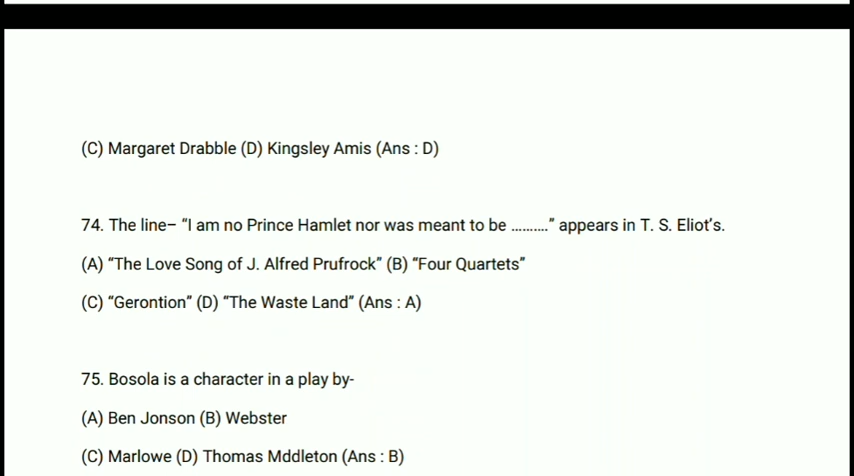 (C) Margaret Drabble (D) Kingsley Amis (Ans : D)
74. The line– “I am no Prince Hamlet nor was meant to be ..........” appears in T. S. Eliot’s.
(A) “The Love Song of J. Alfred Prufrock” (B) “Four Quartets”
(C) “Gerontion” (D) “The Waste Land” (Ans : A)
75. Bosola is a character in a play by-
(A) Ben Jonson (B) Webster
(C) Marlowe (D) Thomas Mddleton (Ans : B)